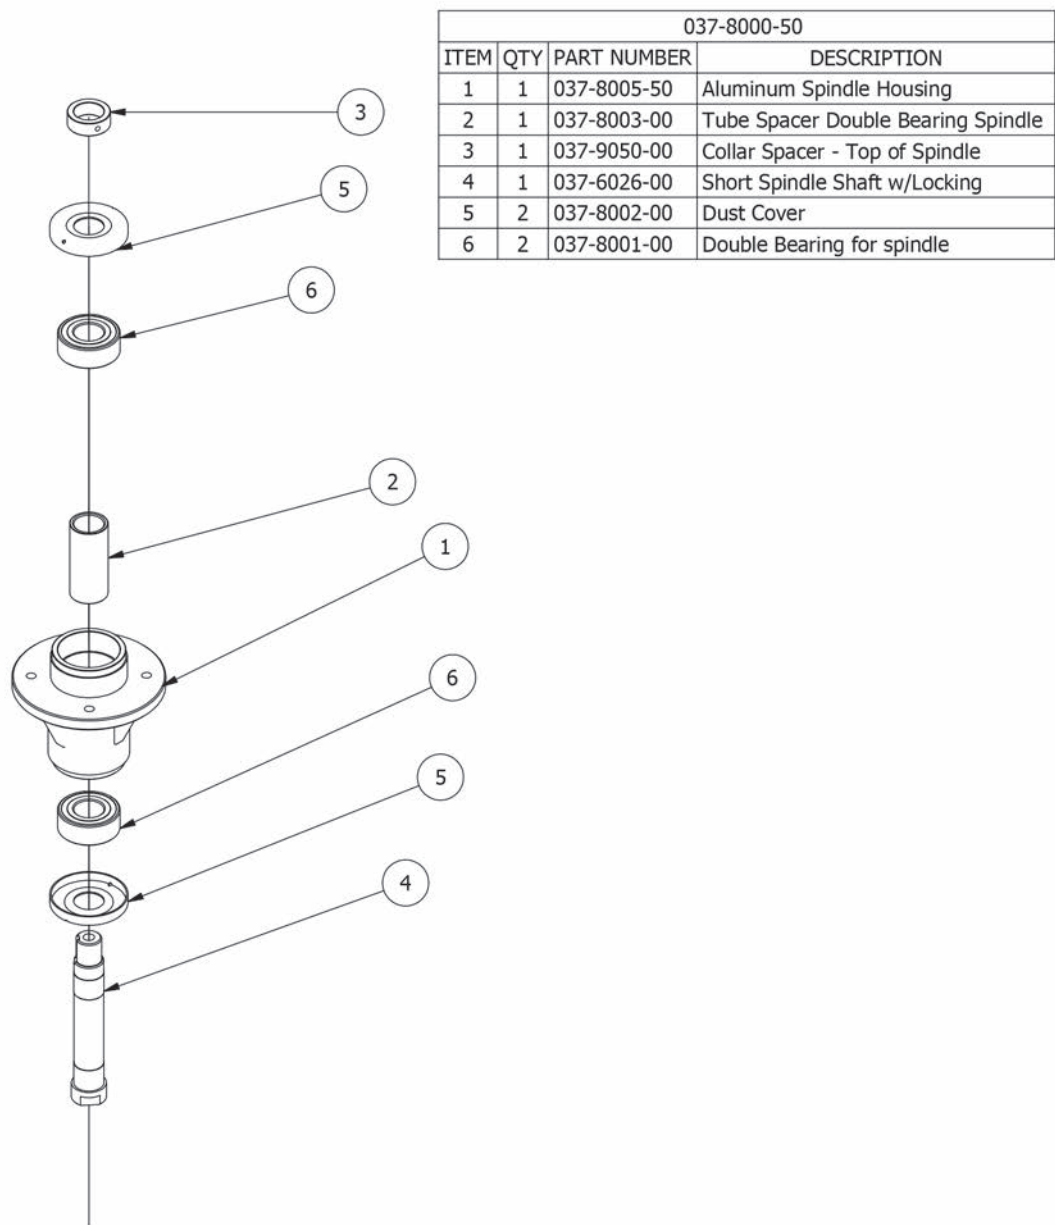 037-8000-50
ITEM QTY PART NUMBER DESCRIPTION
1 1 037-8005-50 Aluminum Spindle Housing
2 1 037-8003-00 Tube Spacer Double Bearing Spindle
3 1 037-9050-00 Collar Spacer - Top of Spindle
4 1 037-6026-00 Short Spindle Shaft w/Locking
5 2 037-8002-00 Dust Cover
6 2 037-8001-00 Double Bearing for spindle
3
5
6
2
1
6
5
4